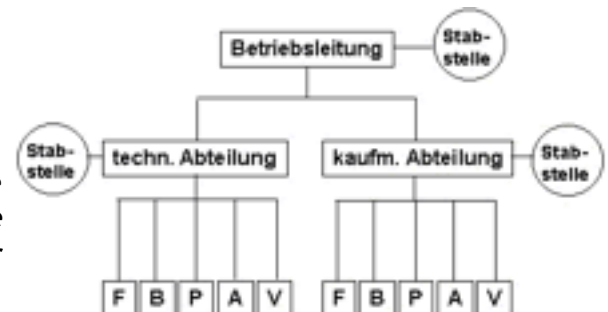 Betriebsleitung
Stab-
stelle
Stab-
stelle
techn. Abteilung
kaufm. Abteilung
Stab-
stelle
F B P A V
F B P A V